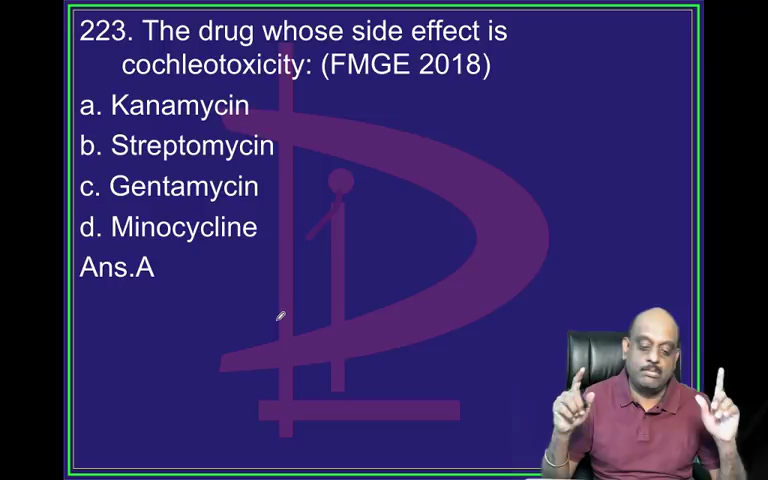 223. The drug whose side effect is
cochleotoxicity: (FMGE 2018)
a. Kanamycin
b. Streptomycin
c. Gentamycin
d. Minocycline
Ans.A